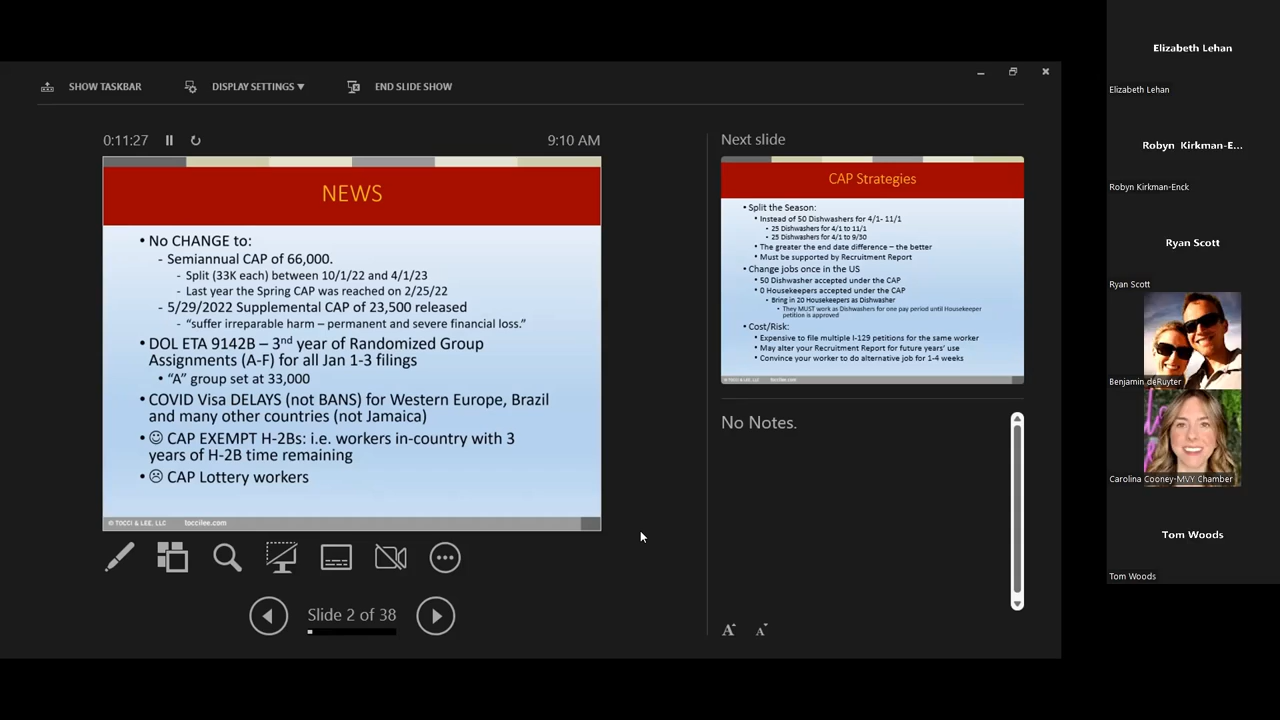 SHOW TASKBAR
DISPLAY SETTINGS ▼
END SLIDE SHOW
0:11:27
9:10 AM
NEWS
• No CHANGE to:
- Semiannual CAP of 66,000.
- Split (33K each) between 10/1/22 and 4/1/23
- Last year the Spring CAP was reached on 2/25/22
- 5/29/2022 Supplemental CAP of 23,500 released
- “suffer irreparable harm – permanent and severe financial loss.”
• DOL ETA 9142B – 3nd year of Randomized Group
Assignments (A-F) for all Jan 1-3 filings
• “A” group set at 33,000
• COVID Visa DELAYS (not BANS) for Western Europe, Brazil
and many other countries (not Jamaica)
• ☺ CAP EXEMPT H-2Bs: i.e. workers in-country with 3
years of H-2B time remaining
• ☹ CAP Lottery workers
© TOCCI & LEE, LLC toccilee.com
Slide 2 of 38
Next slide
CAP Strategies
• Split the Season:
• Instead of 50 Dishwashers for 4/1- 11/1
• 25 Dishwashers for 4/1 to 11/1
• 25 Dishwashers for 4/1 to 9/30
• The greater the end date difference – the better
• Must be supported by Recruitment Report
• Change jobs once in the US
• 50 Dishwasher accepted under the CAP
• 0 Housekeepers accepted under the CAP
• Bring in 20 Housekeepers as Dishwasher
• They MUST work as Dishwashers for one pay period until Housekeeper
petition is approved
• Cost/Risk:
• Expensive to file multiple I-129 petitions for the same worker
• May alter your Recruitment Report for future years’ use
• Convince your worker to do alternative job for 1-4 weeks
© TOCCI & LEE, LLC toccilee.com
No Notes.
A A
Elizabeth Lehan
Elizabeth Lehan
Robyn Kirkman-E...
Robyn Kirkman-Enck
Ryan Scott
Ryan Scott
Benjamin deRuyter
Carolina Cooney-MVY Chamber
Tom Woods
Tom Woods